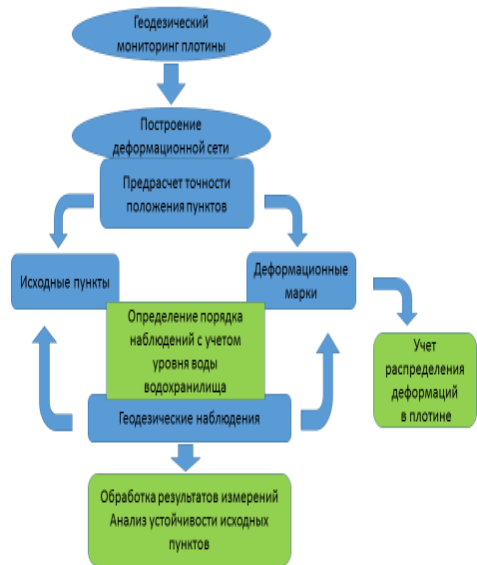 Геодезический
мониторинг плотины
Построение
деформационной сети
Предрасчет точности
положения пунктов
Исходные пункты
Деформационные
марки
Определение порядка
наблюдений с учетом
уровня воды
водохранилища
Учет
распределения
деформаций
в плотине
Геодезические наблюдения
Обработка результатов измерений
Анализ устойчивости исходных
пунктов